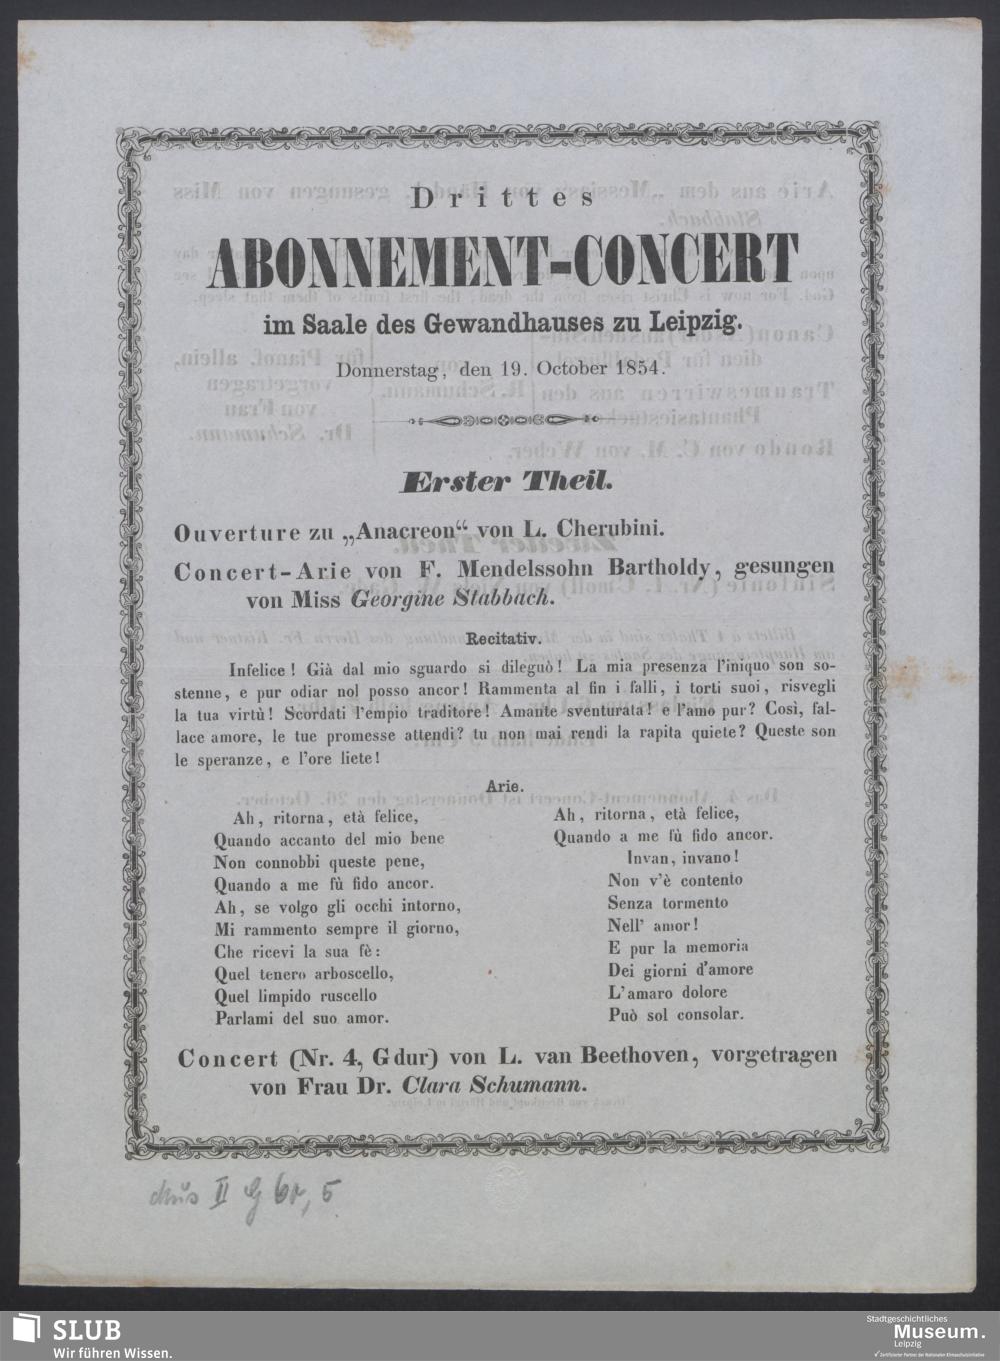 Drittes
ABONNEMENT-CONCERT
im Saale des Gewandhauses zu Leipzig.
Donnerstag, den 19. October 1854.
Erster Theil.
Ouverture zu „Anacreon“ von L. Cherubini.
Concert-Arie von F. Mendelssohn Bartholdy, gesungen
von Miss Georgine Stabbach.
Recitativ.
Infelice! Già dal mio sguardo si dileguò! La mia presenza l'iniquo son so-
stenne, e pur odiar nol posso ancor! Rammenta al fin i falli, i torti suoi, risvegli
la tua virtù! Scordati l'empio traditore! Amante sventurata! e l'amo pur? Così, fal-
lace amore, le tue promesse attendi? tu non mai rendi la rapita quiete? Queste son
le speranze, e l'ore liete!
Arie.
Ah, ritorna, età felice,
Quando accanto del mio bene
Non connobbi queste pene,
Quando a me fù fido ancor.
Ah, se volgo gli occhi intorno,
Mi rammento sempre il giorno,
Che ricevi la sua fè:
Quel tenero arboscello,
Quel limpido ruscello
Parlami del suo amor.
Ah, ritorna, età felice,
Quando a me fù fido ancor.
Invan, invano!
Non v'è contento
Senza tormento
Nell' amor!
E pur la memoria
Dei giorni d'amore
L'amaro dolore
Può sol consolar.
Concert (Nr. 4, Gdur) von L. van Beethoven, vorgetragen
von Frau Dr. Clara Schumann.
II G 5
SLUB
Wir führen Wissen.
Stadtgeschichtliches
Museum.
Leipzig
Zertifizierter Partner der Nationalen Klimaschutzinitiative